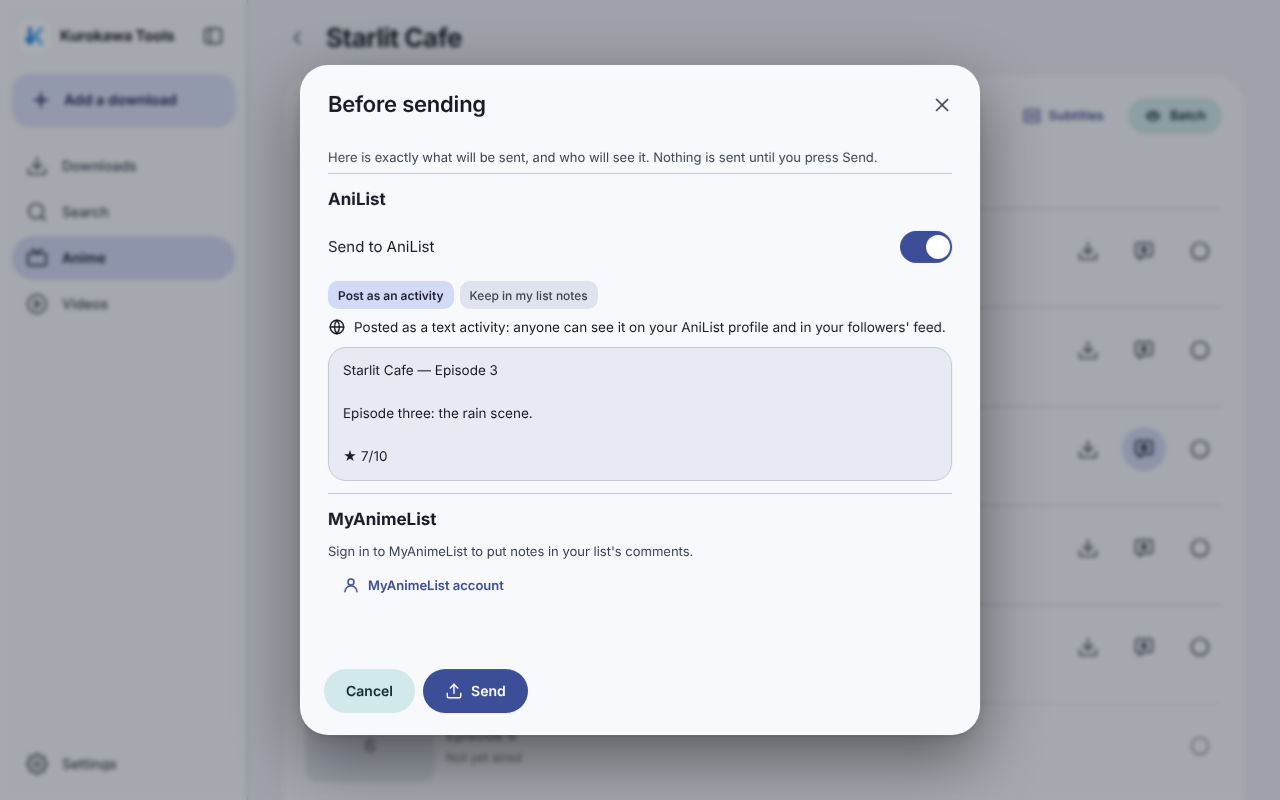 Kurokawa Tools
Starlit Cafe
Add a download
Downloads
Search
Anime
Videos
Settings
Subtitles
Batch
Before sending
Here is exactly what will be sent, and who will see it. Nothing is sent until you press Send.
AniList
Send to AniList
Post as an activity
Keep in my list notes
Posted as a text activity: anyone can see it on your AniList profile and in your followers' feed.
Starlit Cafe — Episode 3
Episode three: the rain scene.
★ 7/10
MyAnimeList
Sign in to MyAnimeList to put notes in your list's comments.
MyAnimeList account
Cancel
Send
Not yet aired